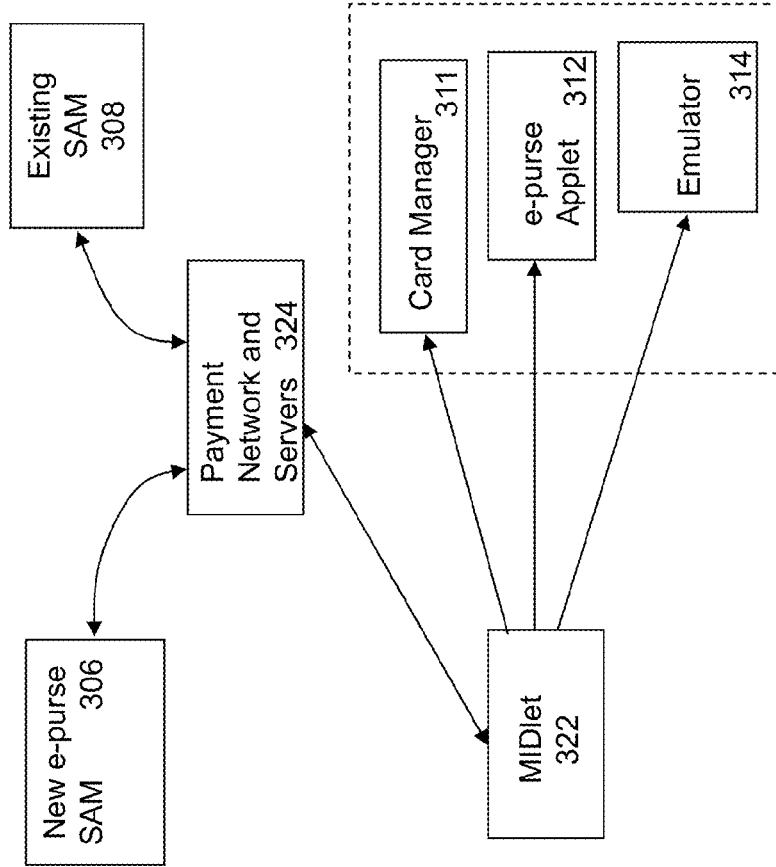 New e-purse
SAM 306
Existing
SAM
308
Payment
Network and
Servers 324
MIDlet
322
Card Manager
311
e-purse
Applet 312
Emulator
314